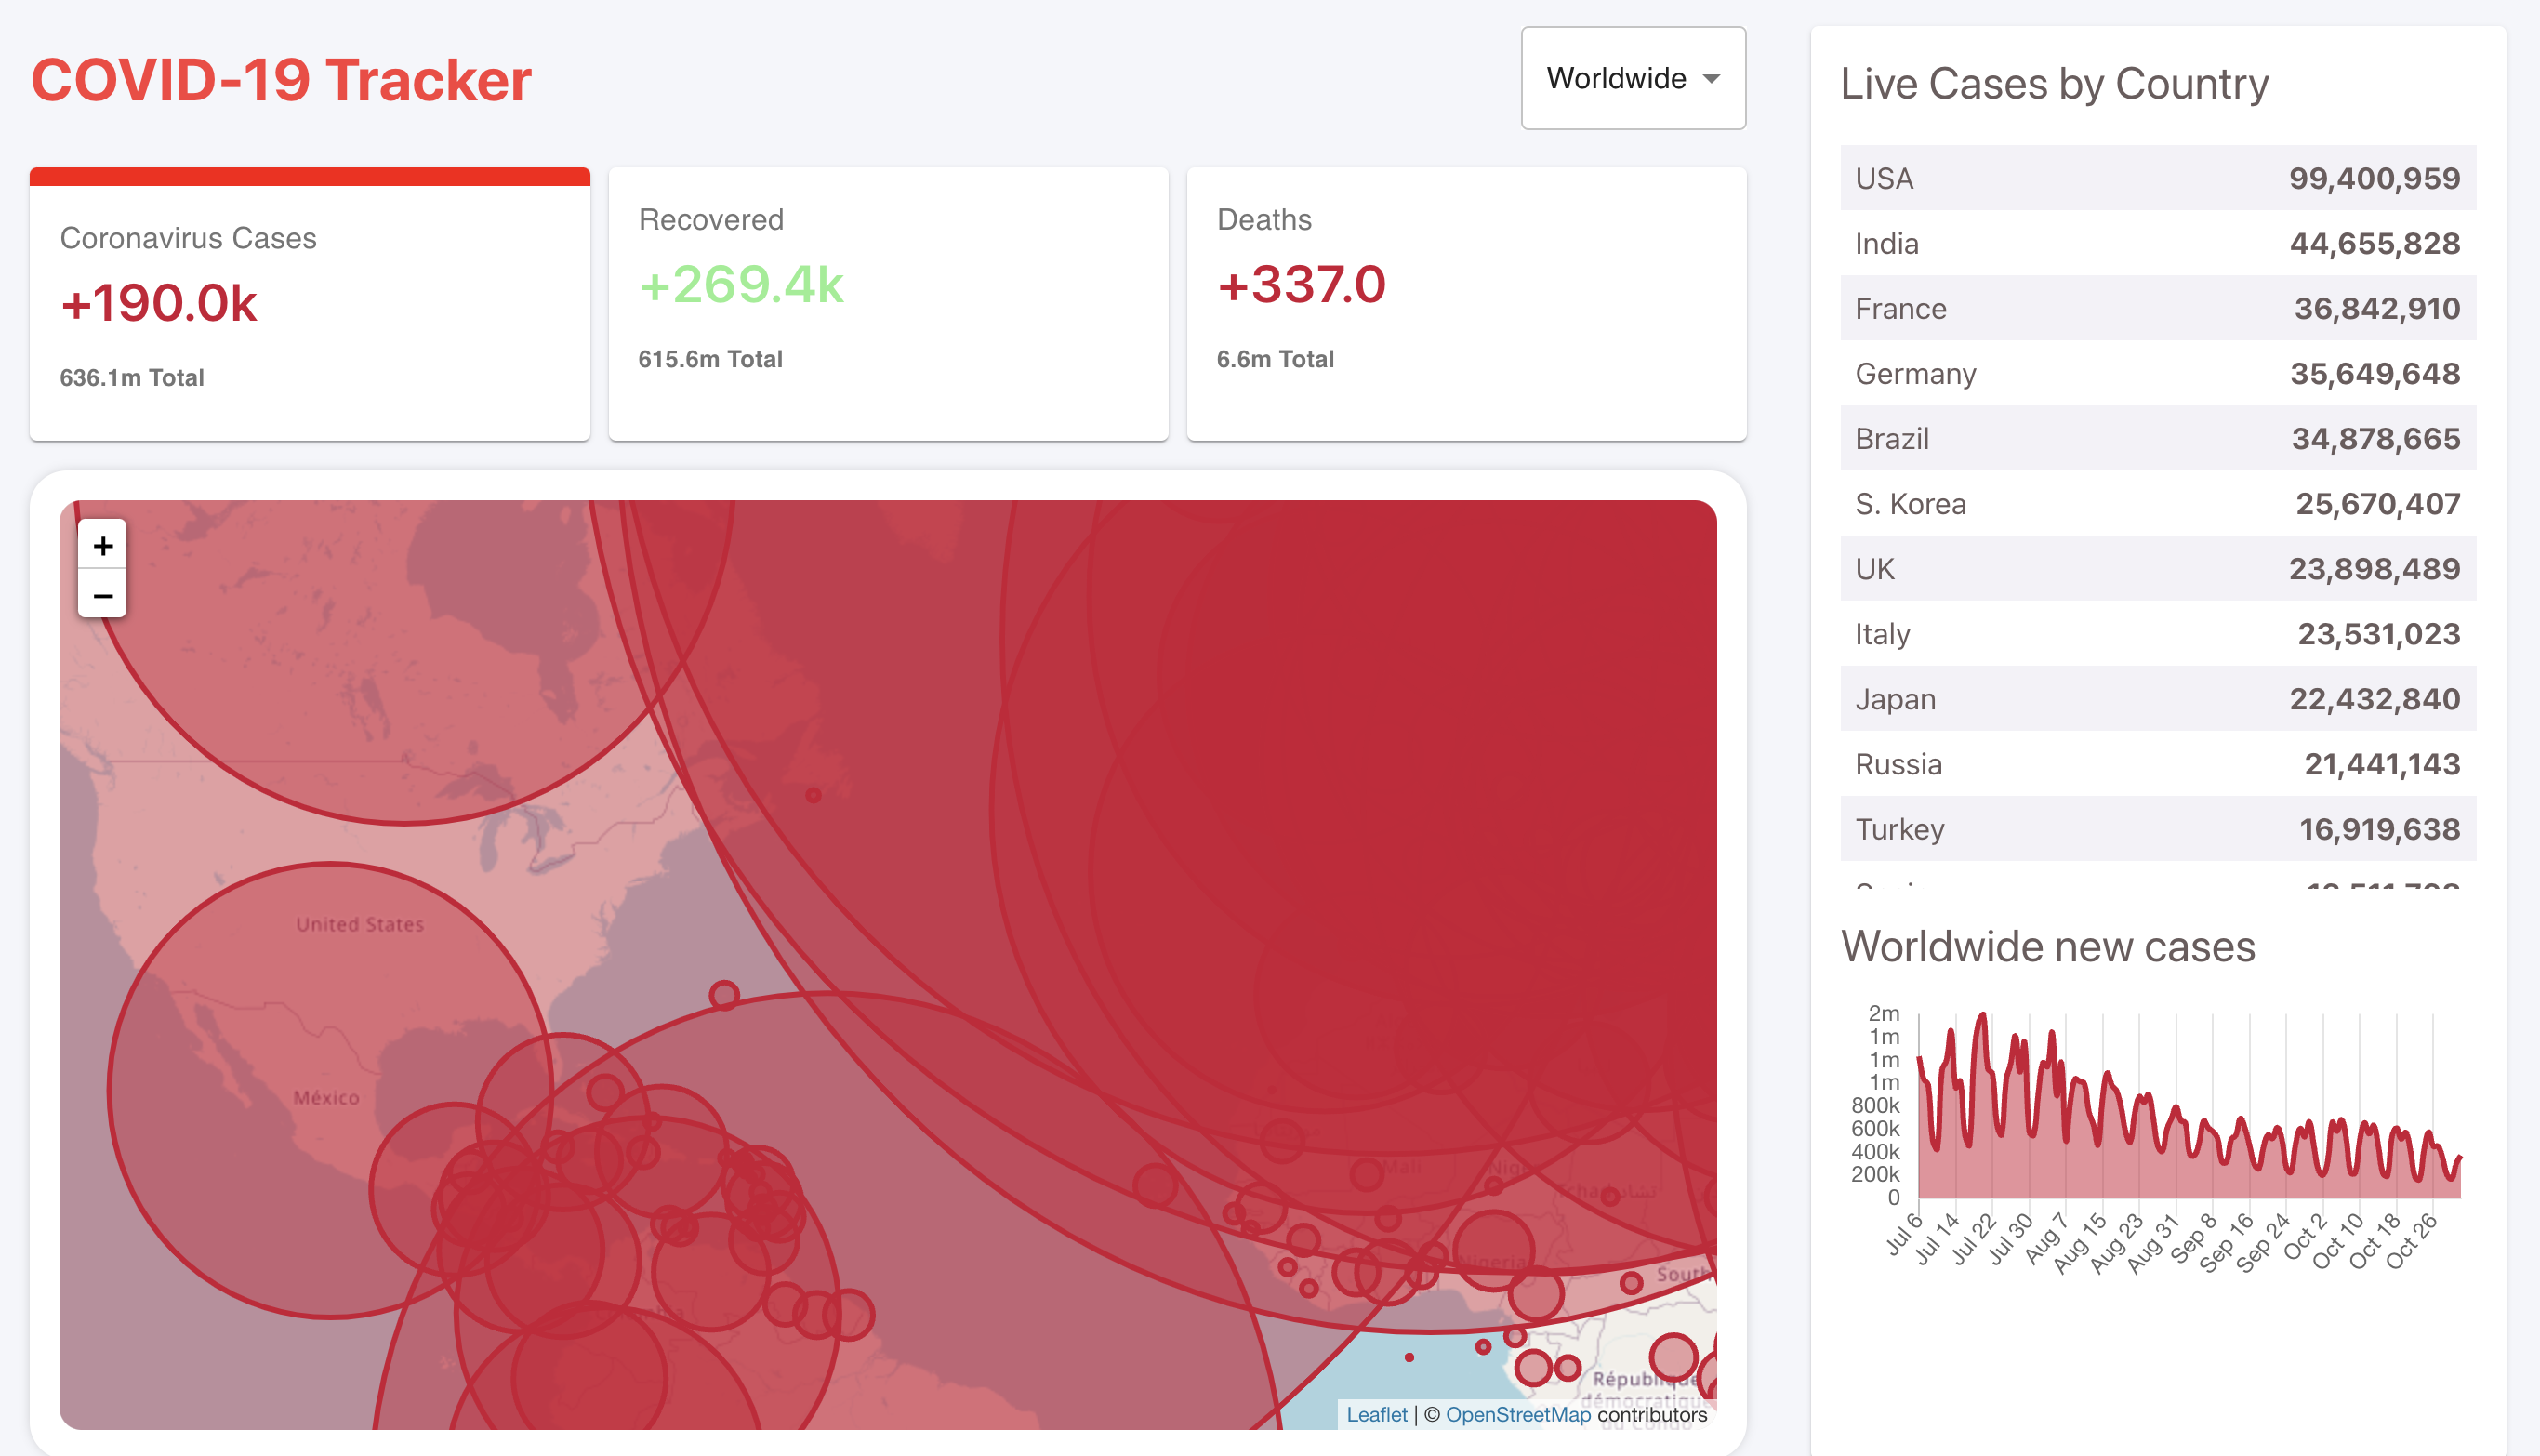 COVID-19 Tracker
Worldwide
Coronavirus Cases
+190.0k
636.1m Total
Recovered
+269.4k
615.6m Total
Deaths
+337.0
6.6m Total
+
−
United States
México
Mali
Nigeria
South
République
démocratique
du Congo
Leaflet | © OpenStreetMap contributors
Live Cases by Country
USA 99,400,959
India 44,655,828
France 36,842,910
Germany 35,649,648
Brazil 34,878,665
S. Korea 25,670,407
UK 23,898,489
Italy 23,531,023
Japan 22,432,840
Russia 21,441,143
Turkey 16,919,638
Worldwide new cases
2m
1m
1m
1m
800k
600k
400k
200k
0
Jul 6
Jul 14
Jul 22
Jul 30
Aug 7
Aug 15
Aug 23
Aug 31
Sep 8
Sep 16
Sep 24
Oct 2
Oct 10
Oct 18
Oct 26